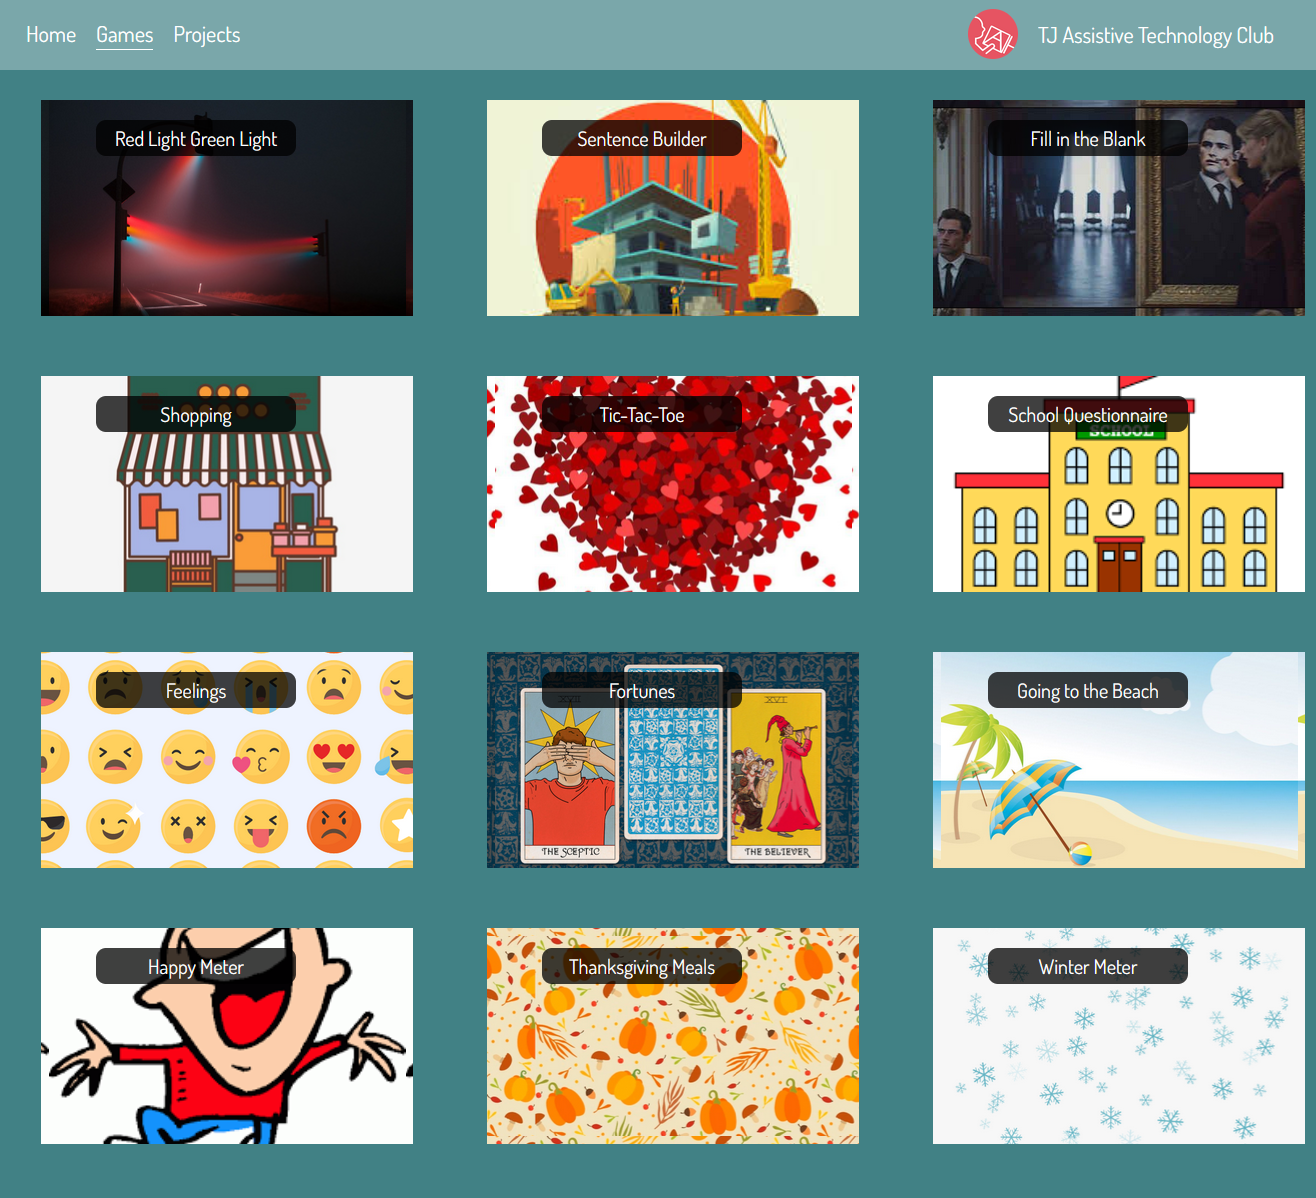 Home Games Projects TJ Assistive Technology Club
Red Light Green Light
Sentence Builder
Fill in the Blank
Shopping
Tic-Tac-Toe
School Questionnaire
SCHOOL
Feelings
Fortunes
XVI
THE SCEPTIC
THE BELIEVER
Going to the Beach
Happy Meter
Thanksgiving Meals
Winter Meter